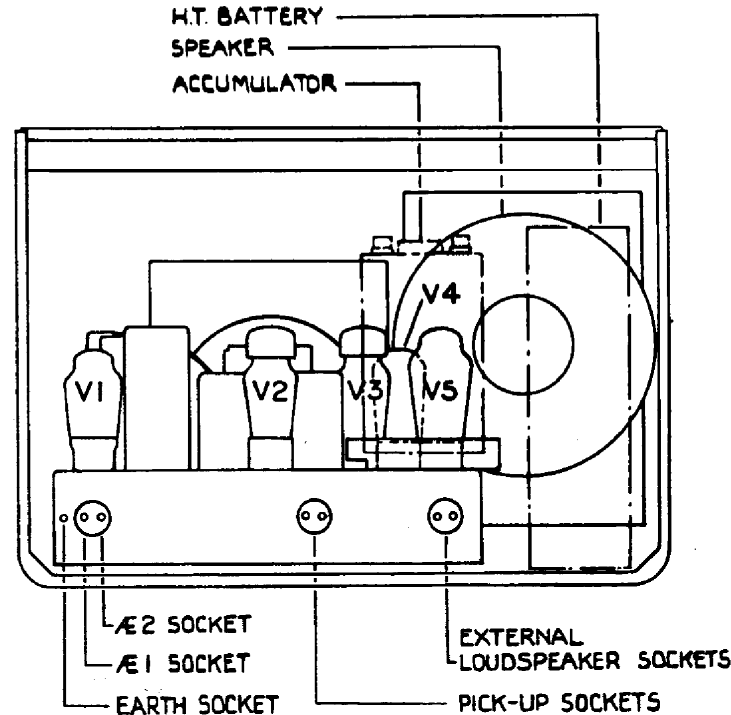 H.T. BATTERY
SPEAKER
ACCUMULATOR
V4
V1
V2
V3
V5
Æ2 SOCKET
Æ1 SOCKET
EARTH SOCKET
EXTERNAL
LOUDSPEAKER SOCKETS
PICK-UP SOCKETS